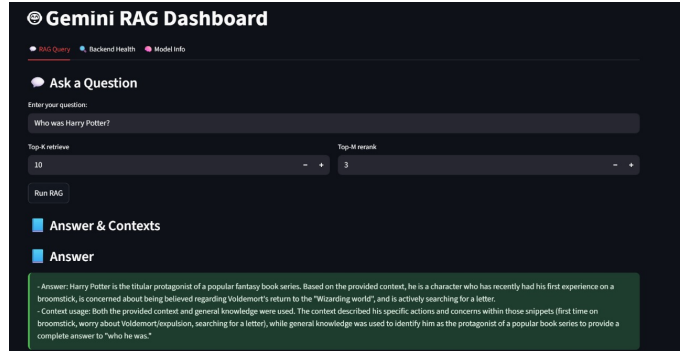 Gemini RAG Dashboard
RAG Query Backend Health Model Info
Ask a Question
Enter your question:
Who was Harry Potter?
Top-K retrieve Top-M rerank
10 − + 3 − +
Run RAG
Answer & Contexts
Answer
- Answer: Harry Potter is the titular protagonist of a popular fantasy book series. Based on the provided context, he is a character who has recently had his first experience on a
broomstick, is concerned about being believed regarding Voldemort's return to the "Wizarding world", and is actively searching for a letter.
- Context usage: Both the provided context and general knowledge were used. The context described his specific actions and concerns within those snippets (first time on
broomstick, worry about Voldemort/expulsion, searching for a letter), while general knowledge was used to identify him as the protagonist of a popular book series to provide a
complete answer to "who he was."